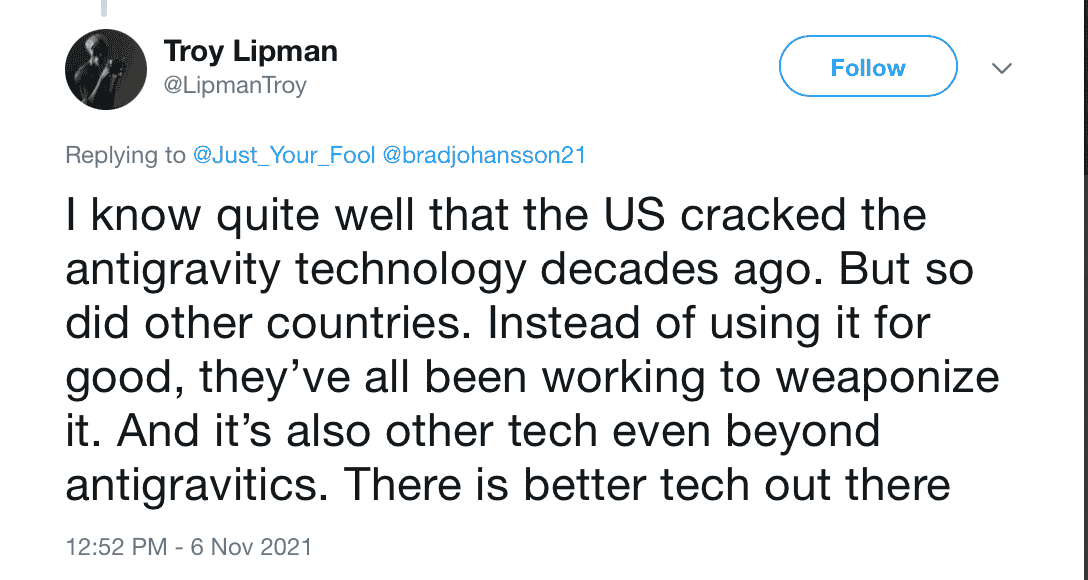 Troy Lipman
@LipmanTroy
Follow
Replying to @Just_Your_Fool @bradjohansson21
I know quite well that the US cracked the
antigravity technology decades ago. But so
did other countries. Instead of using it for
good, they’ve all been working to weaponize
it. And it’s also other tech even beyond
antigravitics. There is better tech out there
12:52 PM - 6 Nov 2021